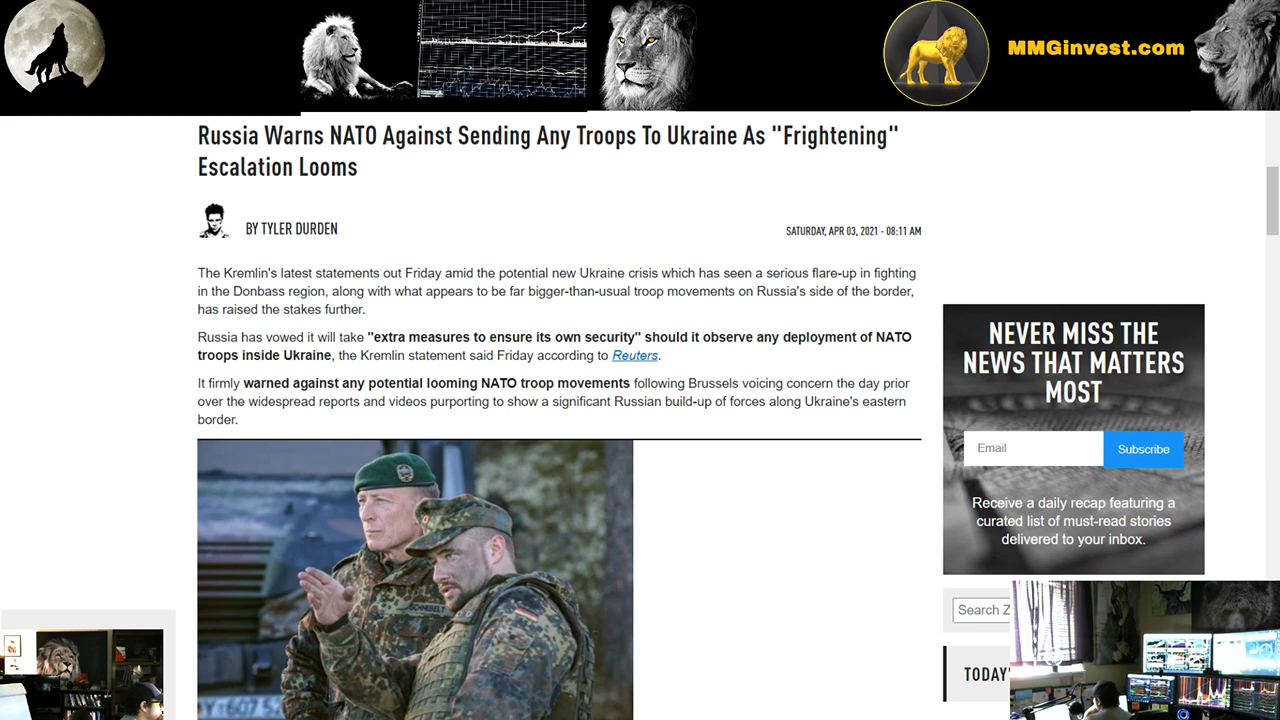 MMGinvest.com
Russia Warns NATO Against Sending Any Troops To Ukraine As "Frightening"
Escalation Looms
BY TYLER DURDEN
SATURDAY, APR 03, 2021 - 08:11 AM
The Kremlin's latest statements out Friday amid the potential new Ukraine crisis which has seen a serious flare-up in fighting
in the Donbass region, along with what appears to be far bigger-than-usual troop movements on Russia's side of the border,
has raised the stakes further.
Russia has vowed it will take "extra measures to ensure its own security" should it observe any deployment of NATO
troops inside Ukraine, the Kremlin statement said Friday according to Reuters.
It firmly warned against any potential looming NATO troop movements following Brussels voicing concern the day prior
over the widespread reports and videos purporting to show a significant Russian build-up of forces along Ukraine's eastern
border.
SCHNEBELT
Y-607
NEVER MISS THE
NEWS THAT MATTERS
MOST
Email
Subscribe
Receive a daily recap featuring a
curated list of must-read stories
delivered to your inbox.
Search Z
TODAY'